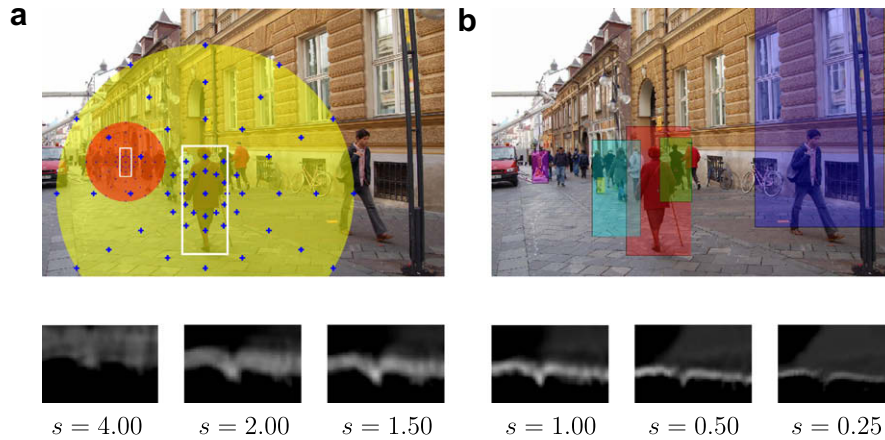 a
b
s = 4.00
s = 2.00
s = 1.50
s = 1.00
s = 0.50
s = 0.25